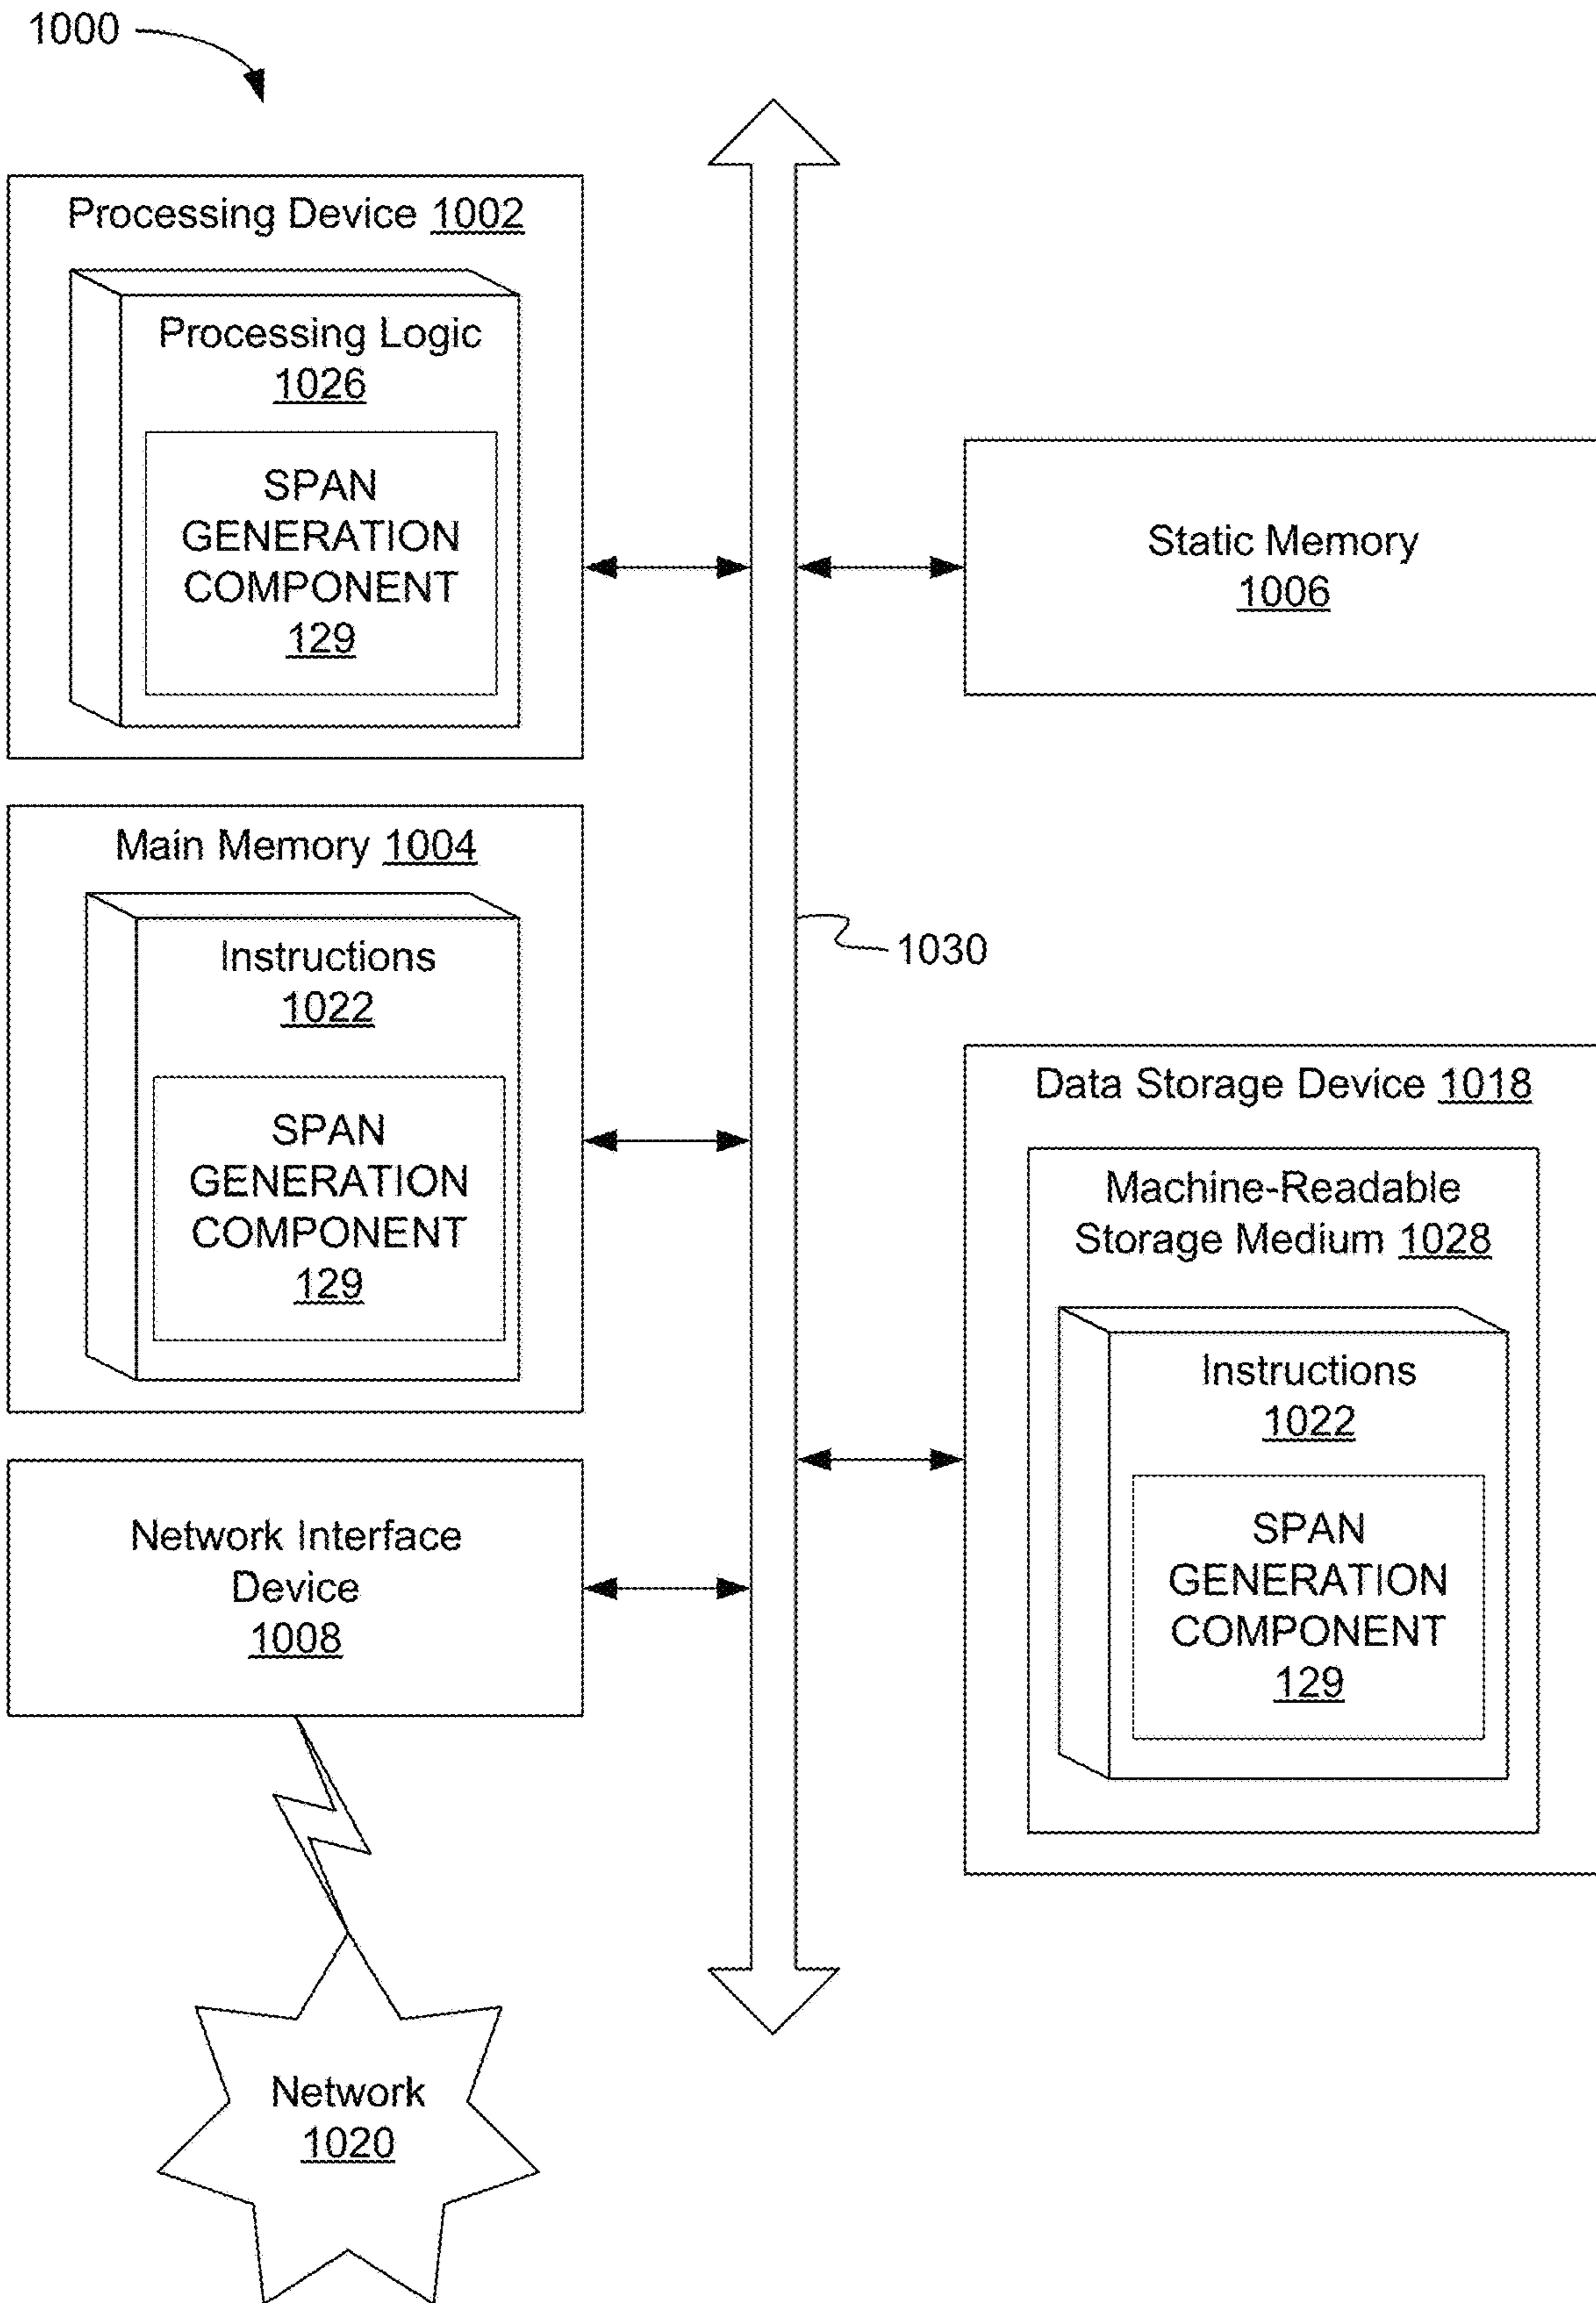 1000
Processing Device 1002
Processing Logic
1026
SPAN
GENERATION
COMPONENT
129
Static Memory
1006
Main Memory 1004
Instructions
1022
SPAN
GENERATION
COMPONENT
129
1030
Data Storage Device 1018
Machine-Readable
Storage Medium 1028
Instructions
1022
SPAN
GENERATION
COMPONENT
129
Network Interface
Device
1008
Network
1020